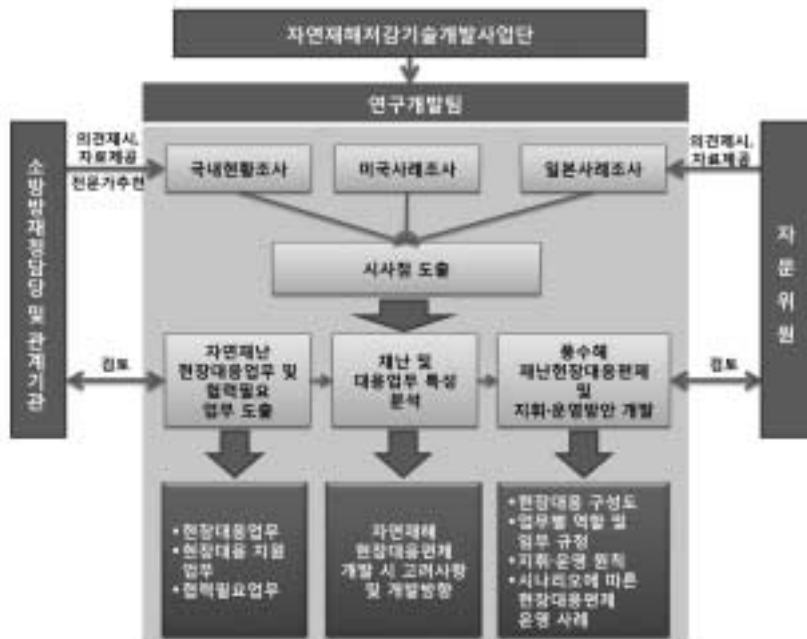 자연재해저감기술개발사업단
연구개발팀
의견제시,
자료제공
전문가추천
소방방재청담당 및 관계기관
국내현황조사
미국사례조사
일본사례조사
의견제시,
자료제공
자문위원
시사점 도출
검토
자연재난
현장대응업무 및
협력필요
업무 도출
재난 및
대응업무 특성
분석
풍수해
재난현장대응편제
및
지휘·운영방안 개발
검토
•현장대응업무
•현장대응 지원
업무
•협력필요업무
자연재해
현장대응편제
개발 시 고려사항
및 개발방향
•현장대응 구성도
•업무별 역할 및
임무 규정
•지휘·운영 원칙
•시나리오에 따른
현장대응편제
운영 사례